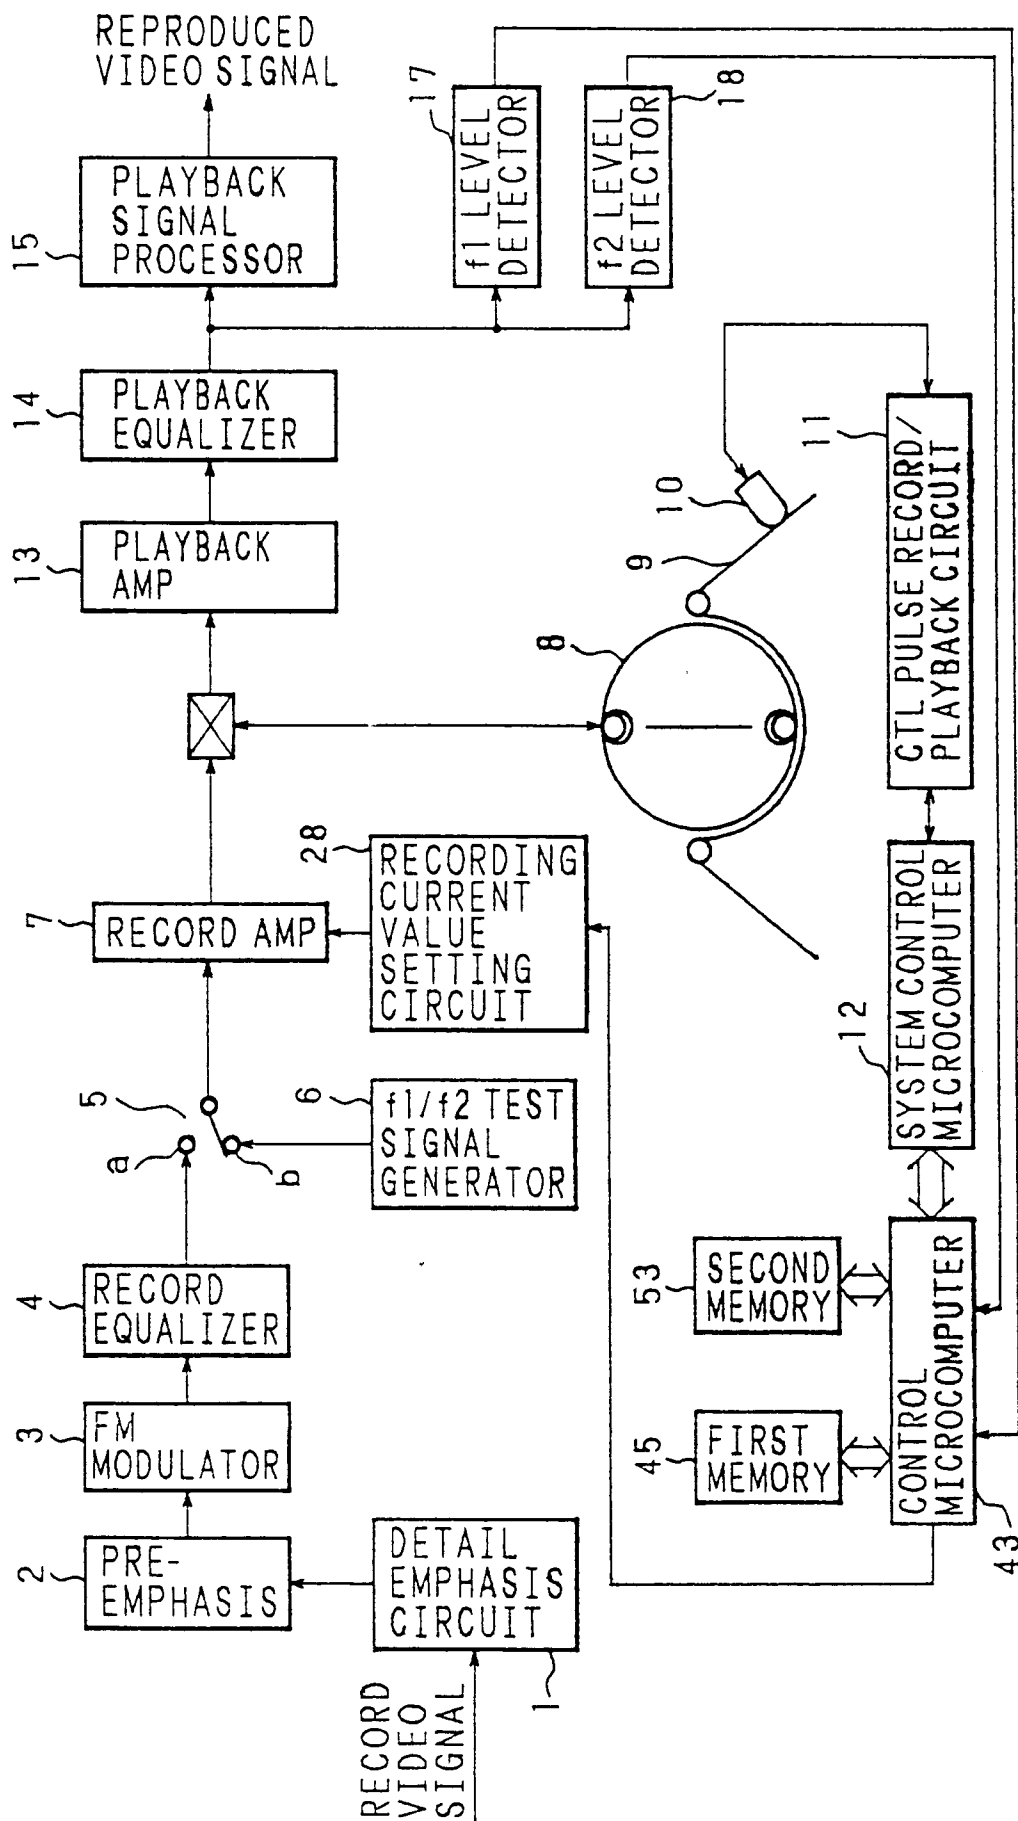 RECORD
VIDEO
SIGNAL
1
DETAIL
EMPHASIS
CIRCUIT
2
PRE-
EMPHASIS
3
FM
MODULATOR
4
RECORD
EQUALIZER
5
a
b
6
f1/f2 TEST
SIGNAL
GENERATOR
7
RECORD AMP
28
RECORDING
CURRENT
VALUE
SETTING
CIRCUIT
13
PLAYBACK
AMP
14
PLAYBACK
EQUALIZER
15
PLAYBACK
SIGNAL
PROCESSOR
REPRODUCED
VIDEO SIGNAL
17
f1 LEVEL
DETECTOR
18
f2 LEVEL
DETECTOR
8
9
10
11
CTL PULSE RECORD/
PLAYBACK CIRCUIT
12
SYSTEM CONTROL
MICROCOMPUTER
53
SECOND
MEMORY
45
FIRST
MEMORY
43
CONTROL
MICROCOMPUTER